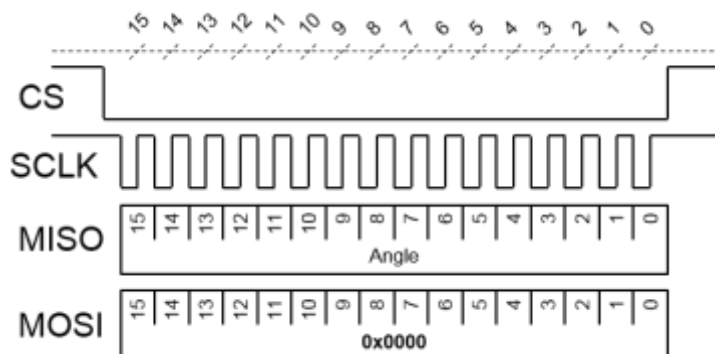 15 14 13 12 11 10 9 8 7 6 5 4 3 2 1 0
CS
SCLK
MISO 15 14 13 12 11 10 9 8 7 6 5 4 3 2 1 0
Angle
MOSI 15 14 13 12 11 10 9 8 7 6 5 4 3 2 1 0
0x0000